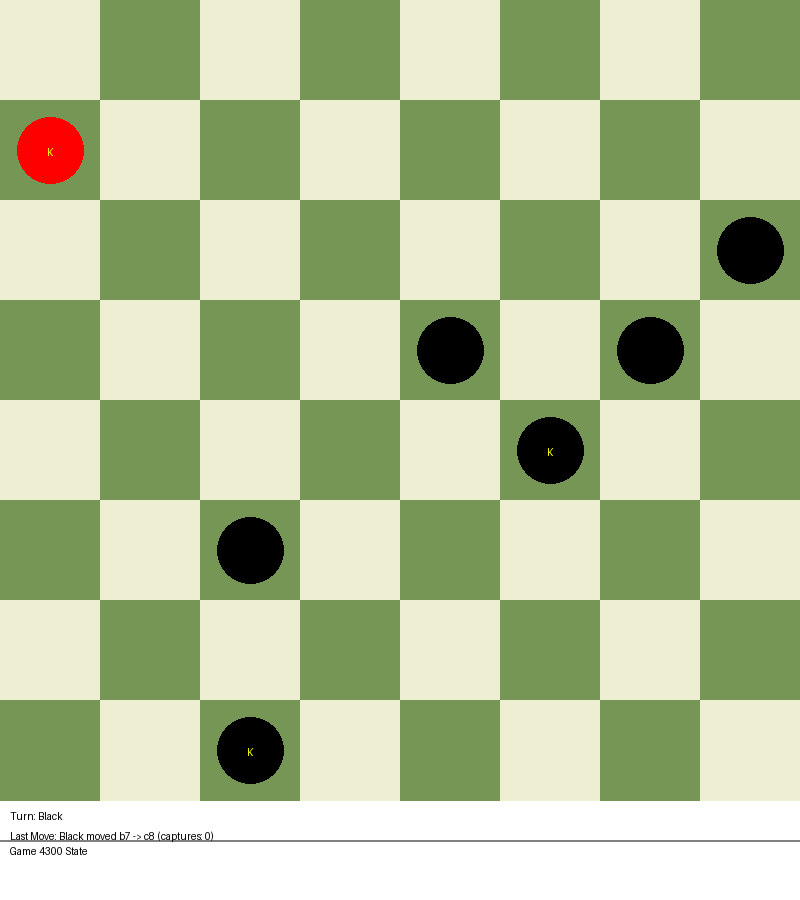 K
K
K
Turn: Black
Last Move: Black moved b7 -> c8 (captures: 0)
Game 4300 State